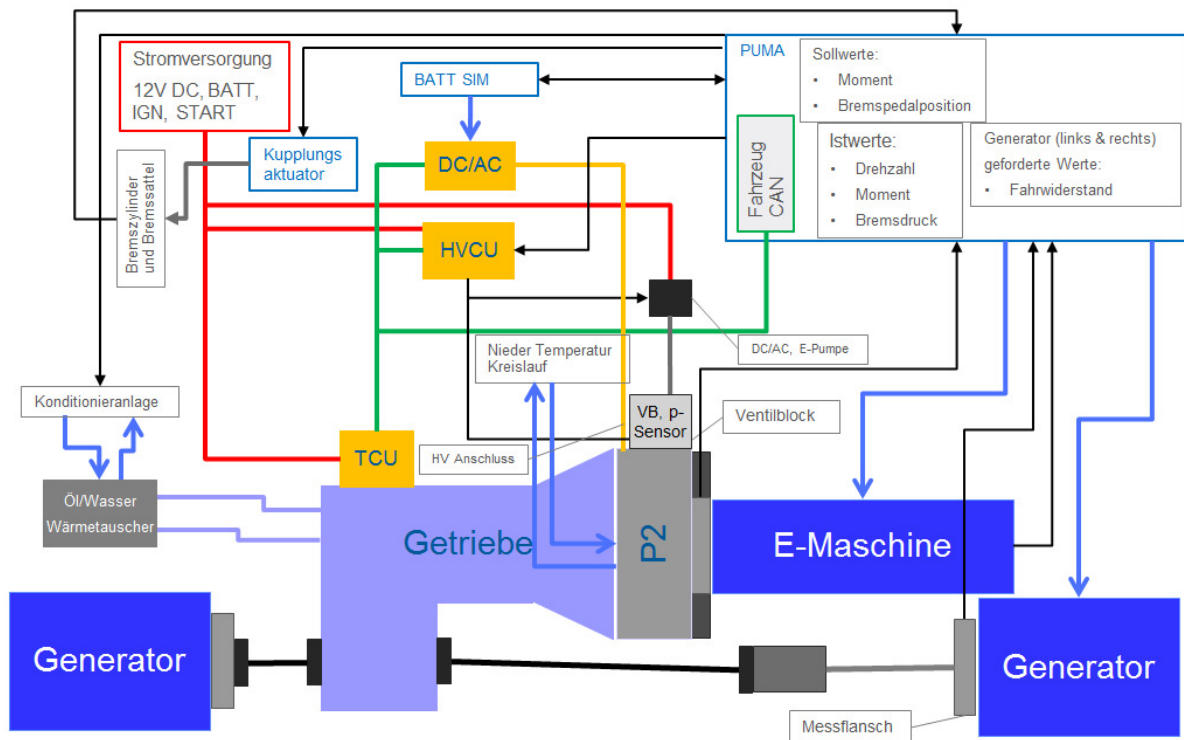 Stromversorgung
12V DC, BATT,
IGN, START
BATT SIM
PUMA
Sollwerte:
• Moment
• Bremspedalposition
Kupplungs
aktuator
DC/AC
Fahrzeug
CAN
Istwerte:
• Drehzahl
• Moment
• Bremsdruck
Generator (links & rechts)
geforderte Werte:
• Fahrwiderstand
Bremszylinder
und Bremssattel
HVCU
DC/AC, E-Pumpe
Nieder Temperatur
Kreislauf
Konditionieranlage
VB, p-
Sensor
Ventilblock
TCU
HV Anschluss
Öl/Wasser
Wärmetauscher
Getriebe
P2
E-Maschine
Generator
Generator
Messflansch